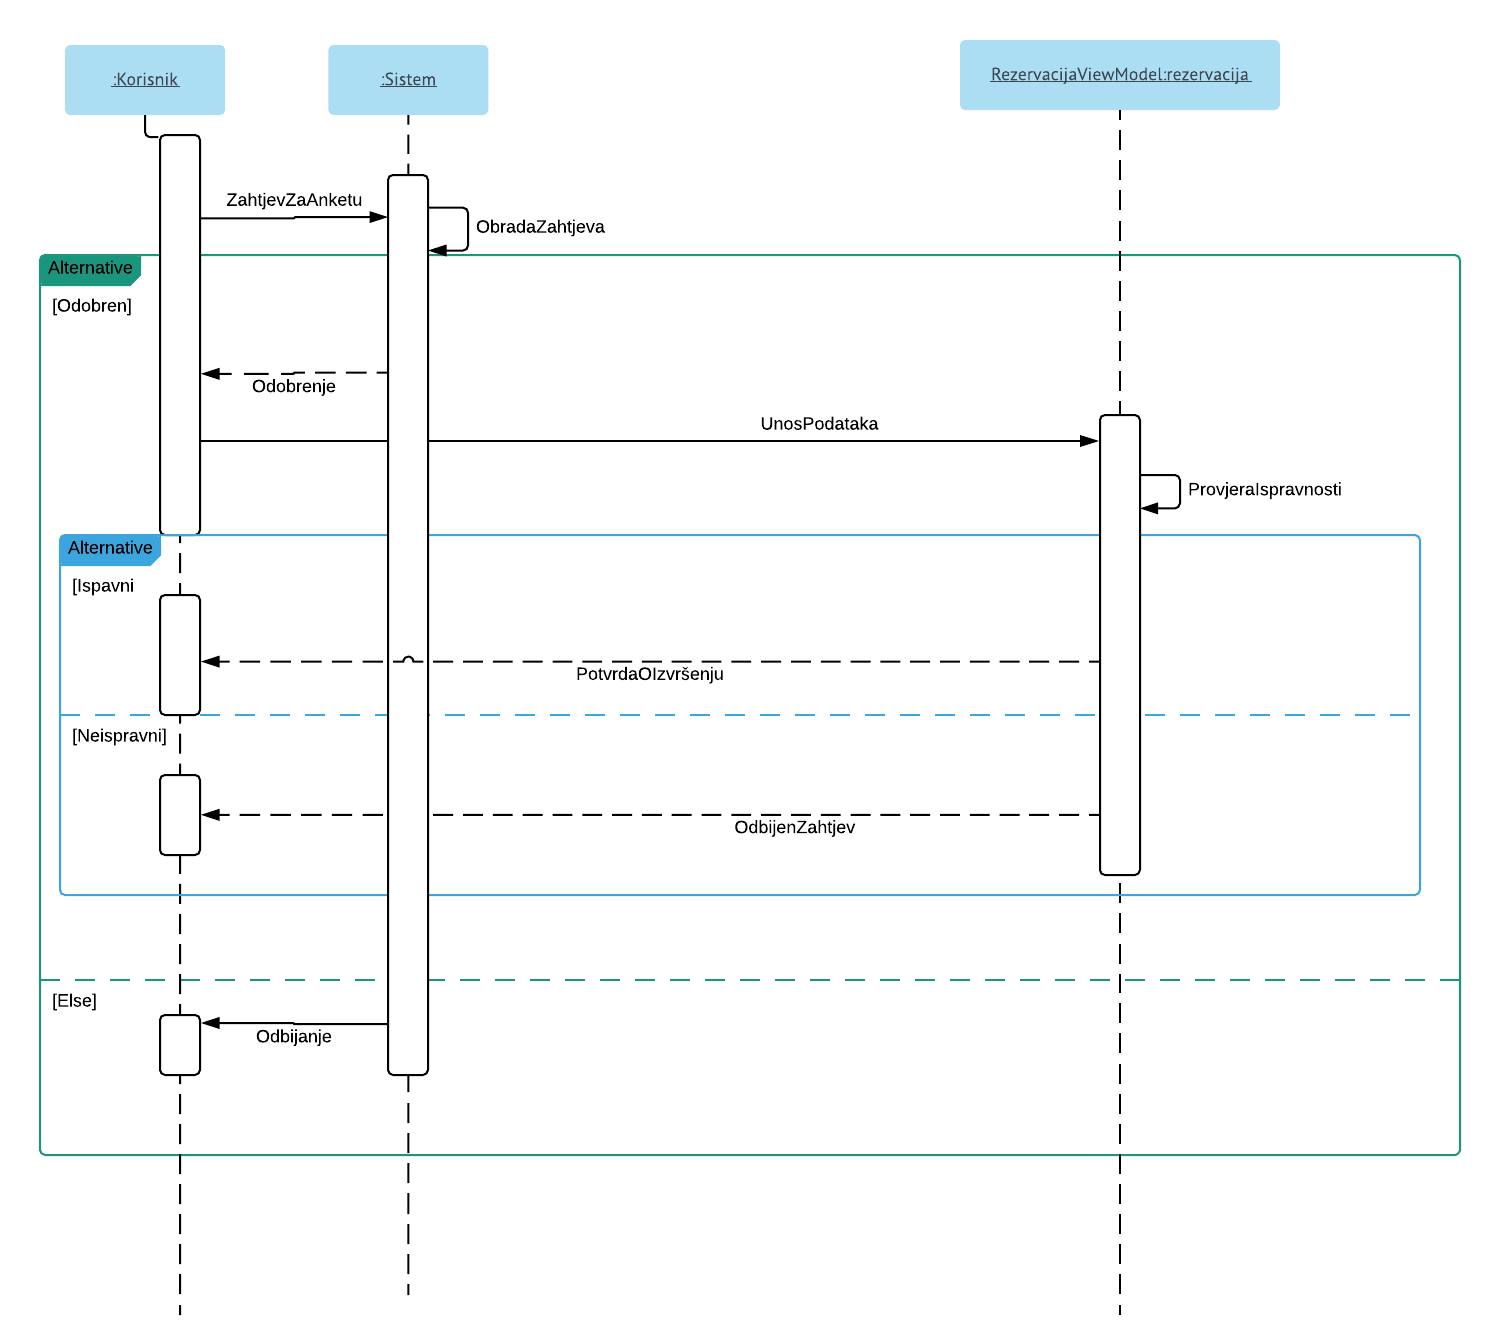 :Korisnik
:Sistem
RezervacijaViewModel:rezervacija
ZahtjevZaAnketu
ObradaZahtjeva
Alternative
[Odobren]
Odobrenje
UnosPodataka
ProvjeraIspravnosti
Alternative
[Ispavni
PotvrdaOIzvršenju
[Neispravni]
OdbijenZahtjev
[Else]
Odbijanje